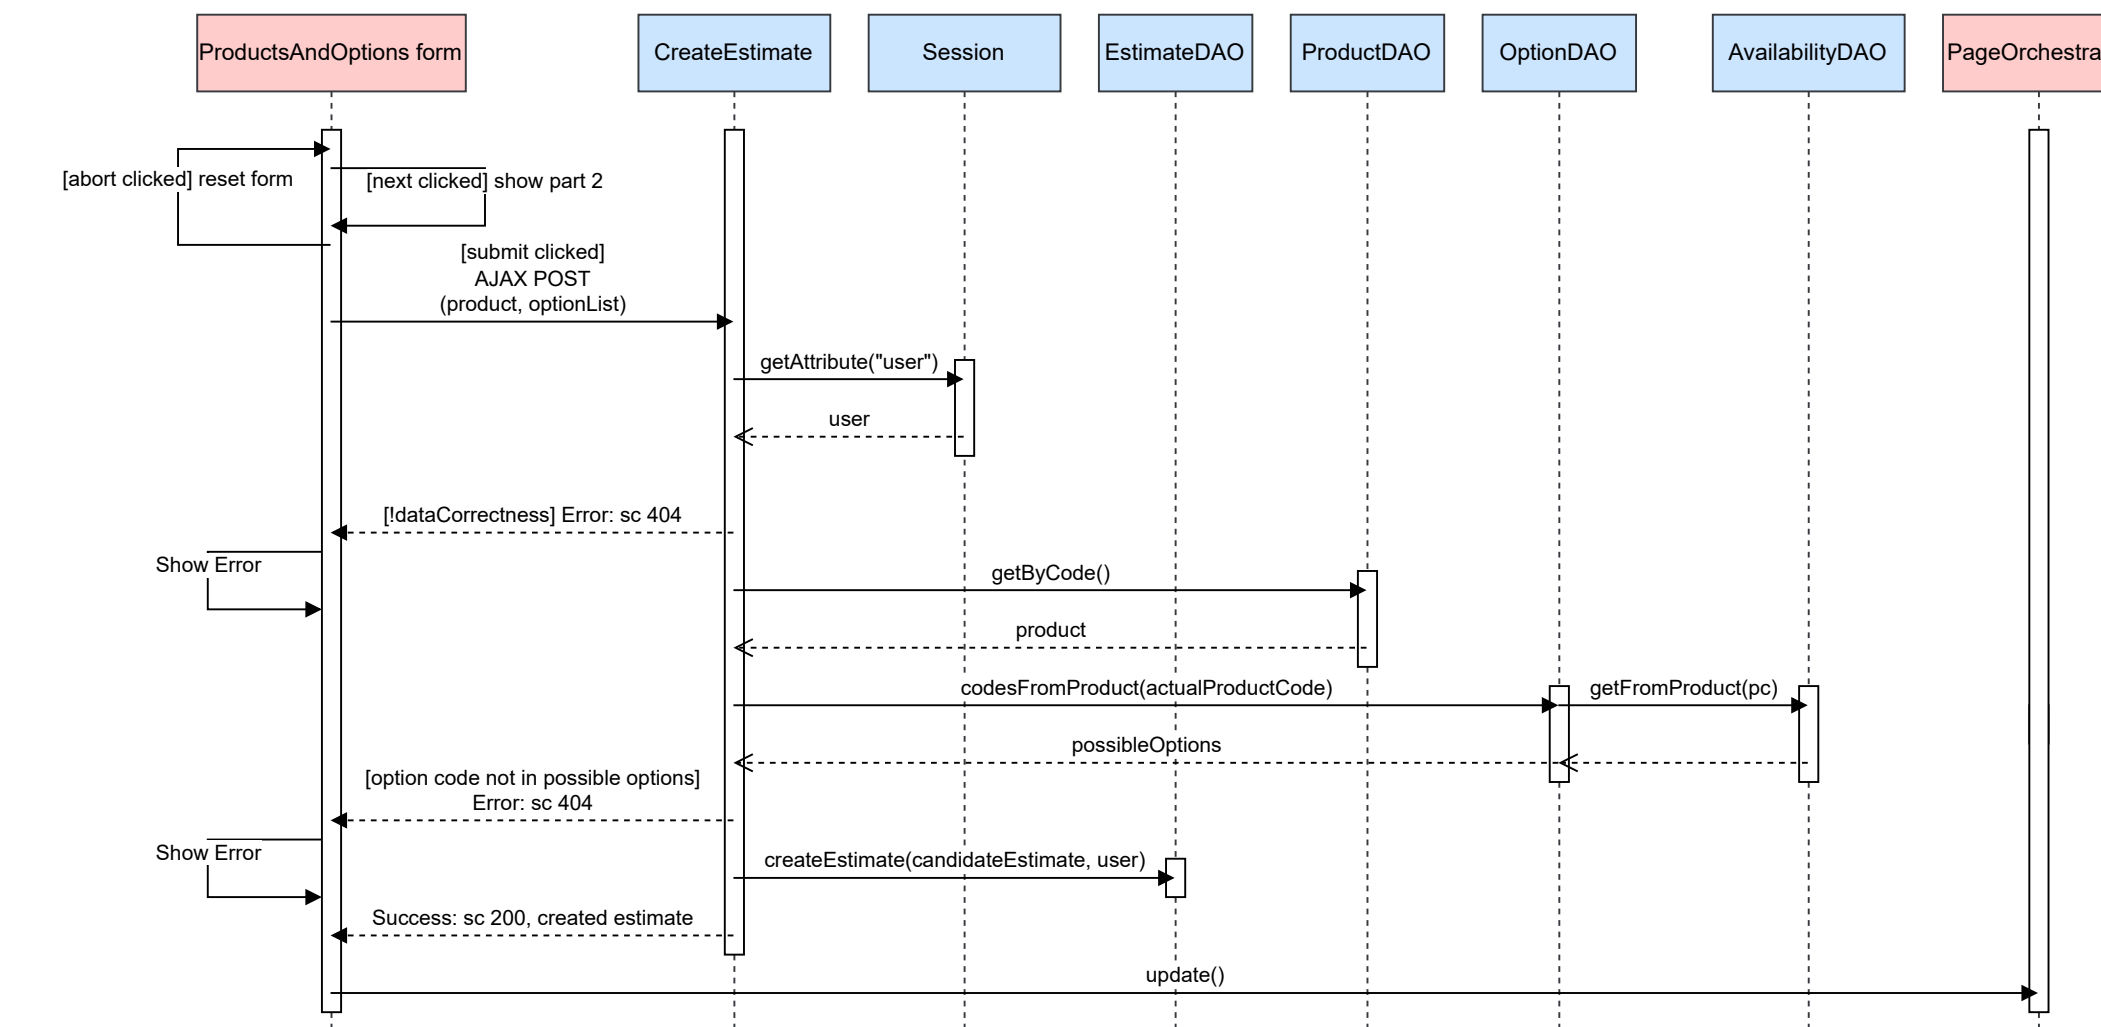 ProductsAndOptions form
CreateEstimate
Session
EstimateDAO
ProductDAO
OptionDAO
AvailabilityDAO
PageOrchestra
[abort clicked] reset form
[next clicked] show part 2
[submit clicked]
AJAX POST
(product, optionList)
getAttribute("user")
user
[!dataCorrectness] Error: sc 404
Show Error
getByCode()
product
codesFromProduct(actualProductCode)
getFromProduct(pc)
possibleOptions
[option code not in possible options]
Error: sc 404
Show Error
createEstimate(candidateEstimate, user)
Success: sc 200, created estimate
update()